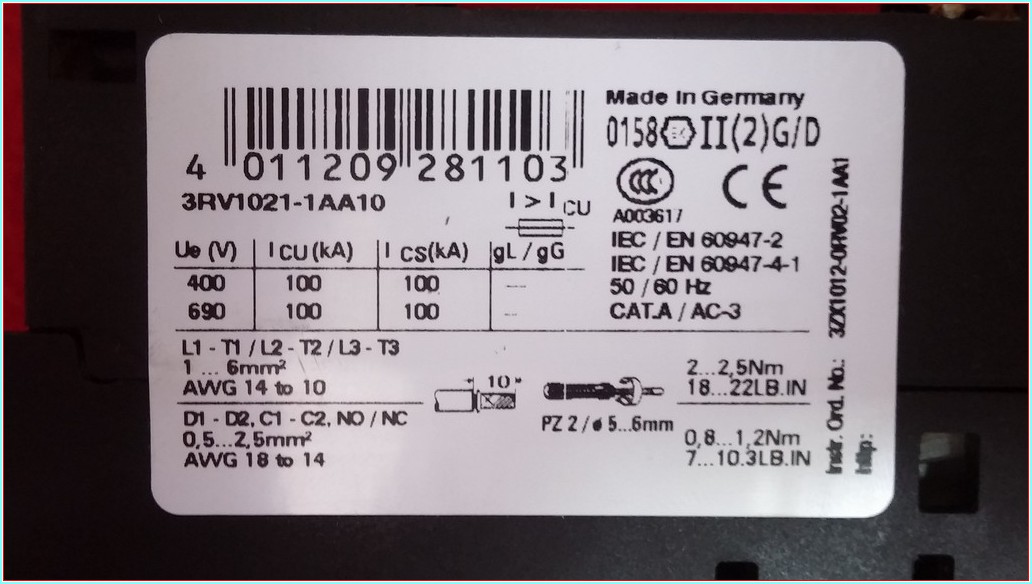 4 011209 281103
3RV1021-1AA10
I > I CU
Ue (V) I CU (kA) I CS(kA) gL / gG
400 100 100 ---
690 100 100 --
Made In Germany
0158 II(2)G/D
CCC CE
A003617
IEC / EN 60947-2
IEC / EN 60947-4-1
50 / 60 Hz
CAT.A / AC-3
L1 - T1 / L2 - T2 / L3 - T3
1 ... 6mm²
AWG 14 to 10
D1 - D2, C1 - C2, NO / NC
0,5...2,5mm²
AWG 18 to 14
10
PZ 2 / ø 5...6mm
2...2,5Nm
18...22LB.IN
0,8...1,2Nm
7...10.3LB.IN
Instr. Ord. No.: 3ZX1012-0RV02-1AA1
http: